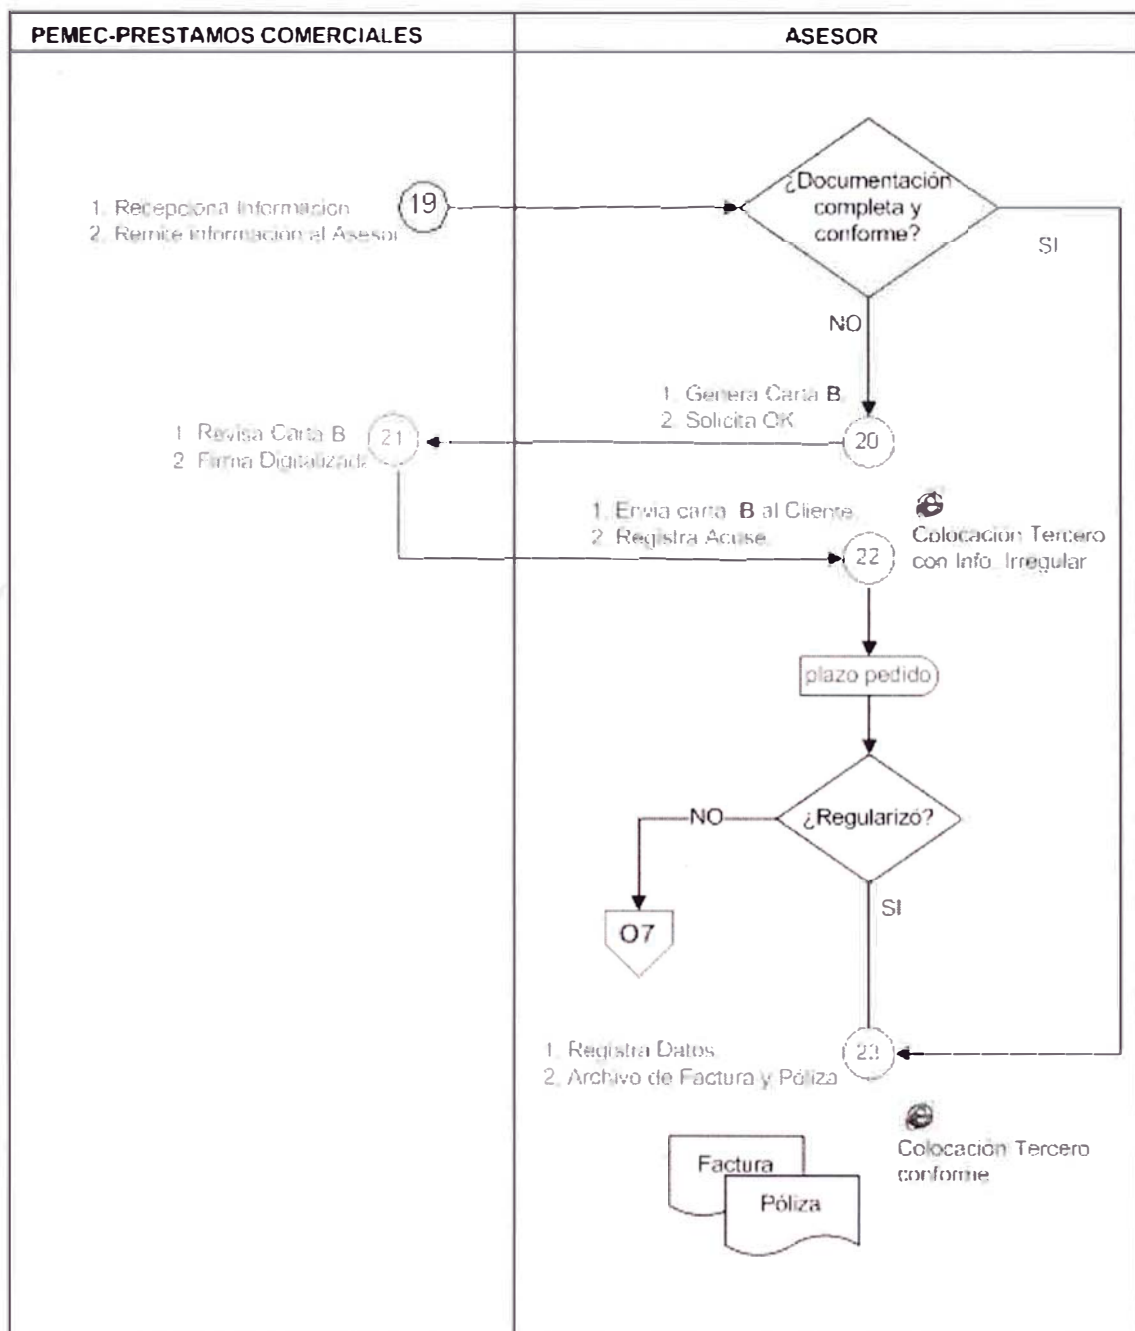 PEMEC-PRESTAMOS COMERCIALES
ASESOR
1. Recepciona Información
2. Remite Información al Asesor
19
¿Documentación
completa y
conforme?
SI
NO
1. Genera Carta B.
2. Solicita OK
20
1. Revisa Carta B
2. Firma Digitalizada
21
1. Envia carta B al Cliente.
2. Registra Acuse.
22
Colocación Tercero
con Info. Irregular
plazo pedido
¿Regularizó?
NO
SI
O7
1. Registra Datos
2. Archivo de Factura y Póliza
23
Colocación Tercero
conforme
Factura
Póliza